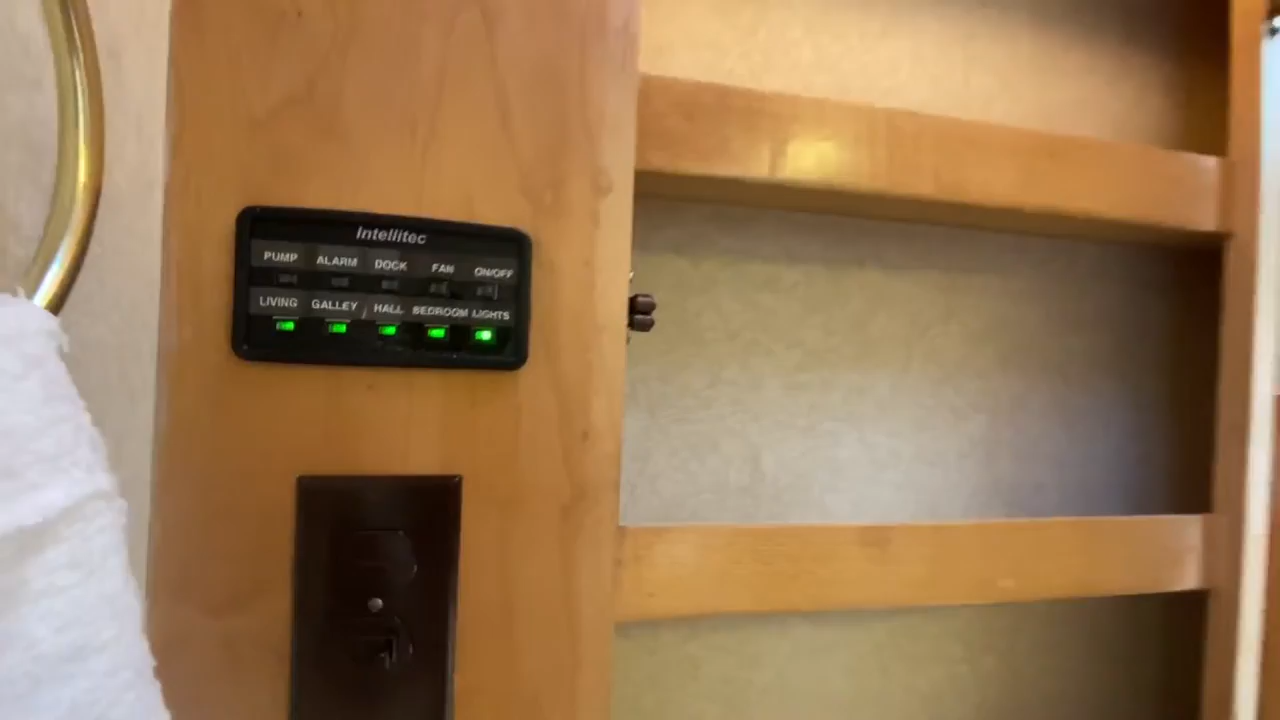 Intellitec
PUMP ALARM DOCK FAN ON/OFF
LIVING GALLEY HALL BEDROOM LIGHTS